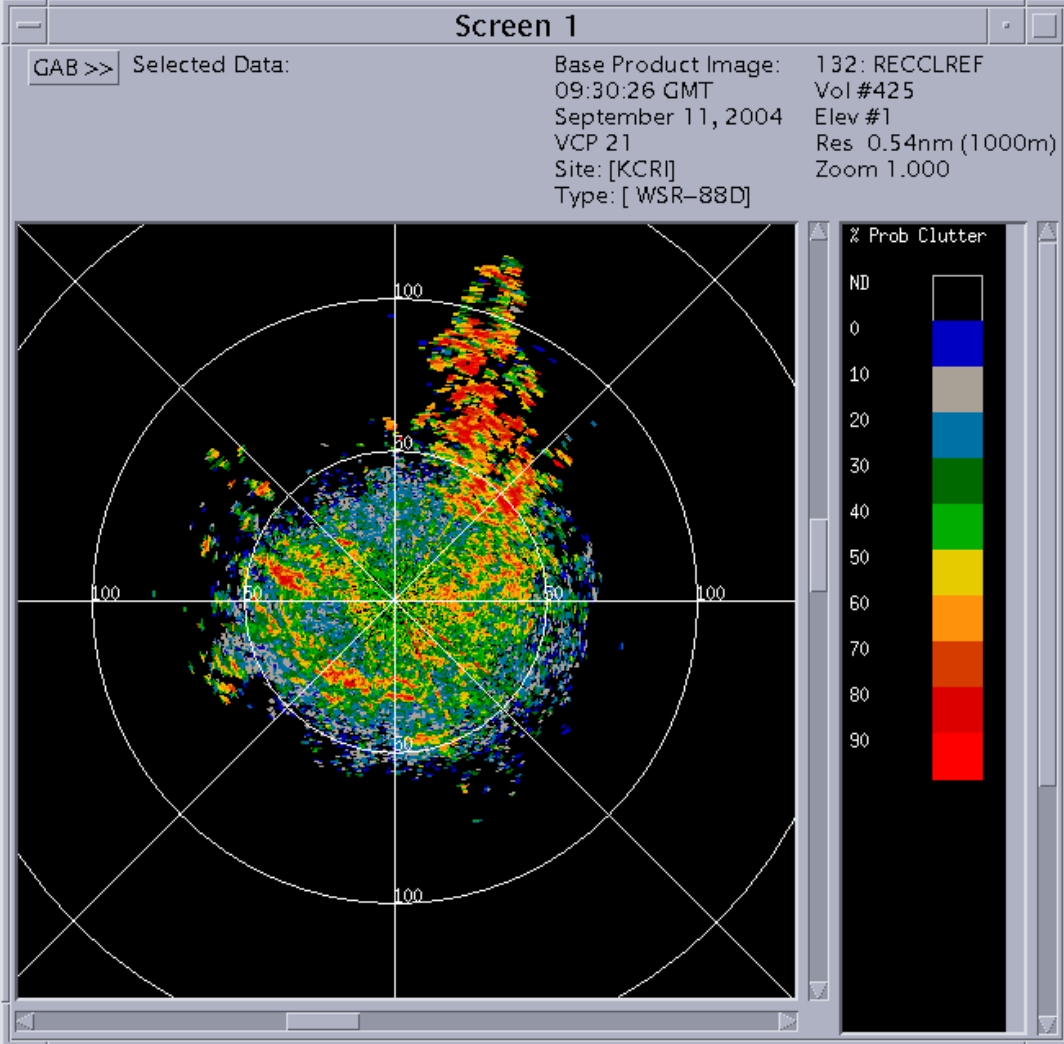 Screen 1
GAB >> Selected Data:
Base Product Image:
09:30:26 GMT
September 11, 2004
VCP 21
Site: [KCRI]
Type: [ WSR–88D]
132: RECCLREF
Vol #425
Elev #1
Res 0.54nm (1000m)
Zoom 1.000
100
50
100
50
50
100
50
100
% Prob Clutter
ND
0
10
20
30
40
50
60
70
80
90